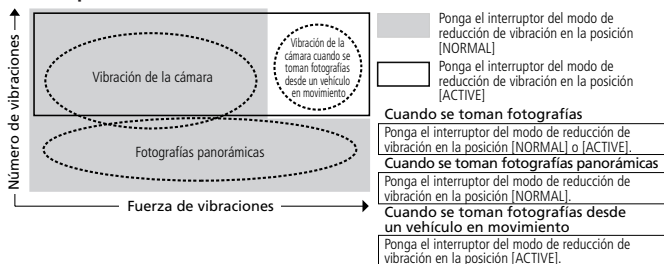 Número de vibraciones
Vibración de la cámara
Vibración de la
cámara cuando se
toman fotografías
desde un vehículo
en movimiento
Fotografías panorámicas
Fuerza de vibraciones
Ponga el interruptor del modo de
reducción de vibración en la posición
[NORMAL]
Ponga el interruptor del modo de
reducción de vibración en la posición
[ACTIVE]
Cuando se toman fotografías
Ponga el interruptor del modo de reducción de
vibración en la posición [NORMAL] o [ACTIVE].
Cuando se toman fotografías panorámicas
Ponga el interruptor del modo de reducción de
vibración en la posición [NORMAL].
Cuando se toman fotografías desde
un vehículo en movimiento
Ponga el interruptor del modo de reducción de
vibración en la posición [ACTIVE].